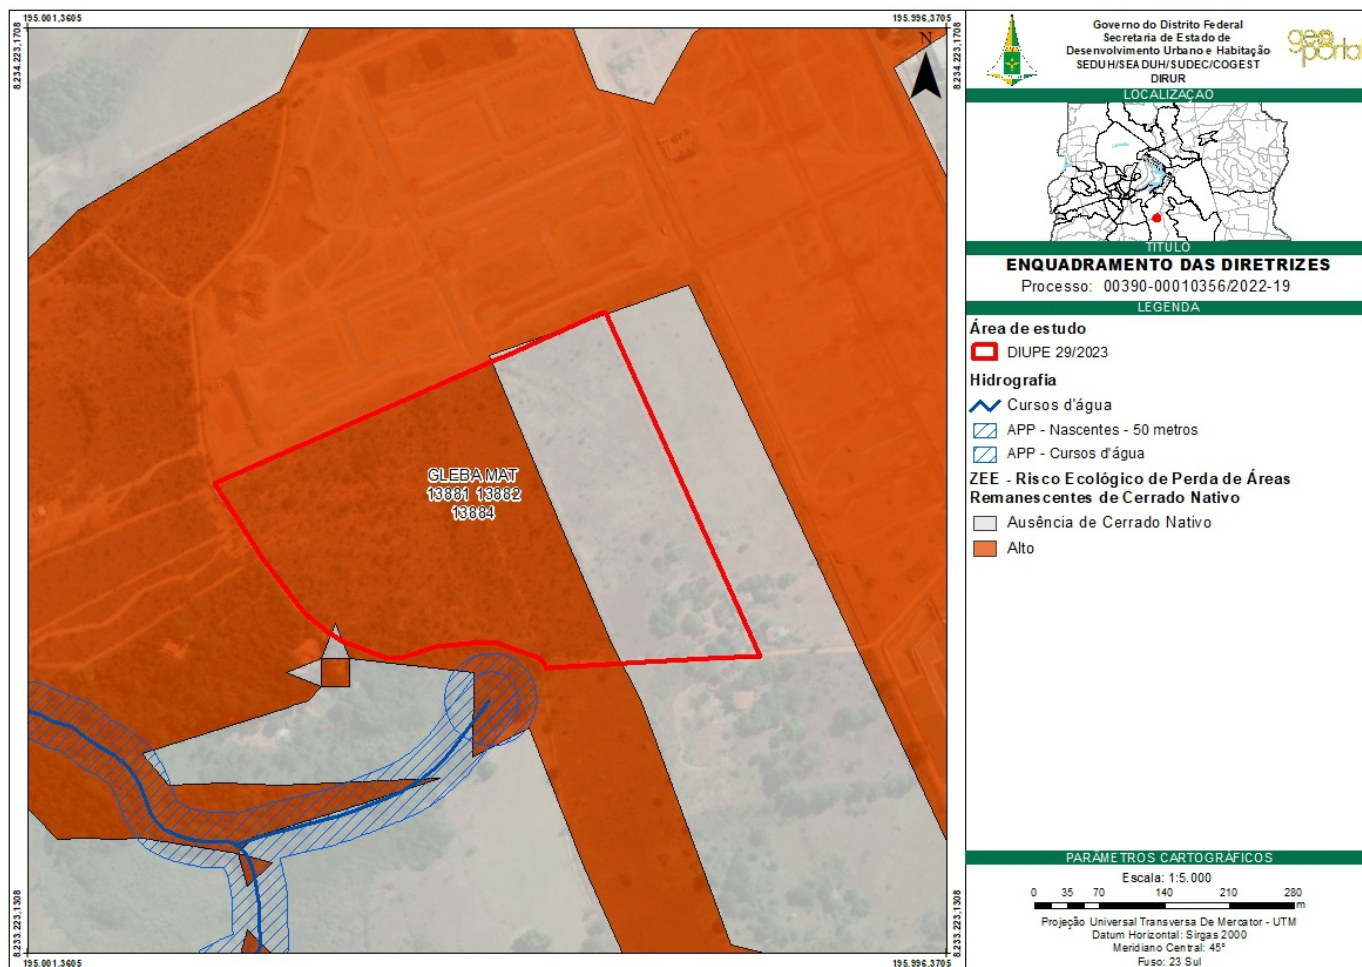 195.001,3605
195.996,3705
8.234.223,1708
8.234.223,1708
N
GLEBA MAT
13881 13882
13884
8.233.223,1308
8.233.223,1308
195.001,3605
195.996,3705
Governo do Distrito Federal
Secretaria de Estado de
Desenvolvimento Urbano e Habitação
SEDUH/SEADUH/SUDEC/COGEST
DIRUR
geo
portal
LOCALIZAÇÃO
TÍTULO
ENQUADRAMENTO DAS DIRETRIZES
Processo: 00390-00010356/2022-19
LEGENDA
Área de estudo
DIUPE 29/2023
Hidrografia
Cursos d'água
APP - Nascentes - 50 metros
APP - Cursos d'água
ZEE - Risco Ecológico de Perda de Áreas
Remanescentes de Cerrado Nativo
Ausência de Cerrado Nativo
Alto
PARÂMETROS CARTOGRÁFICOS
Escala: 1:5.000
0 35 70 140 210 280
m
Projeção Universal Transversa De Mercator - UTM
Datum Horizontal: Sirgas 2000
Meridiano Central: 45°
Fuso: 23 Sul